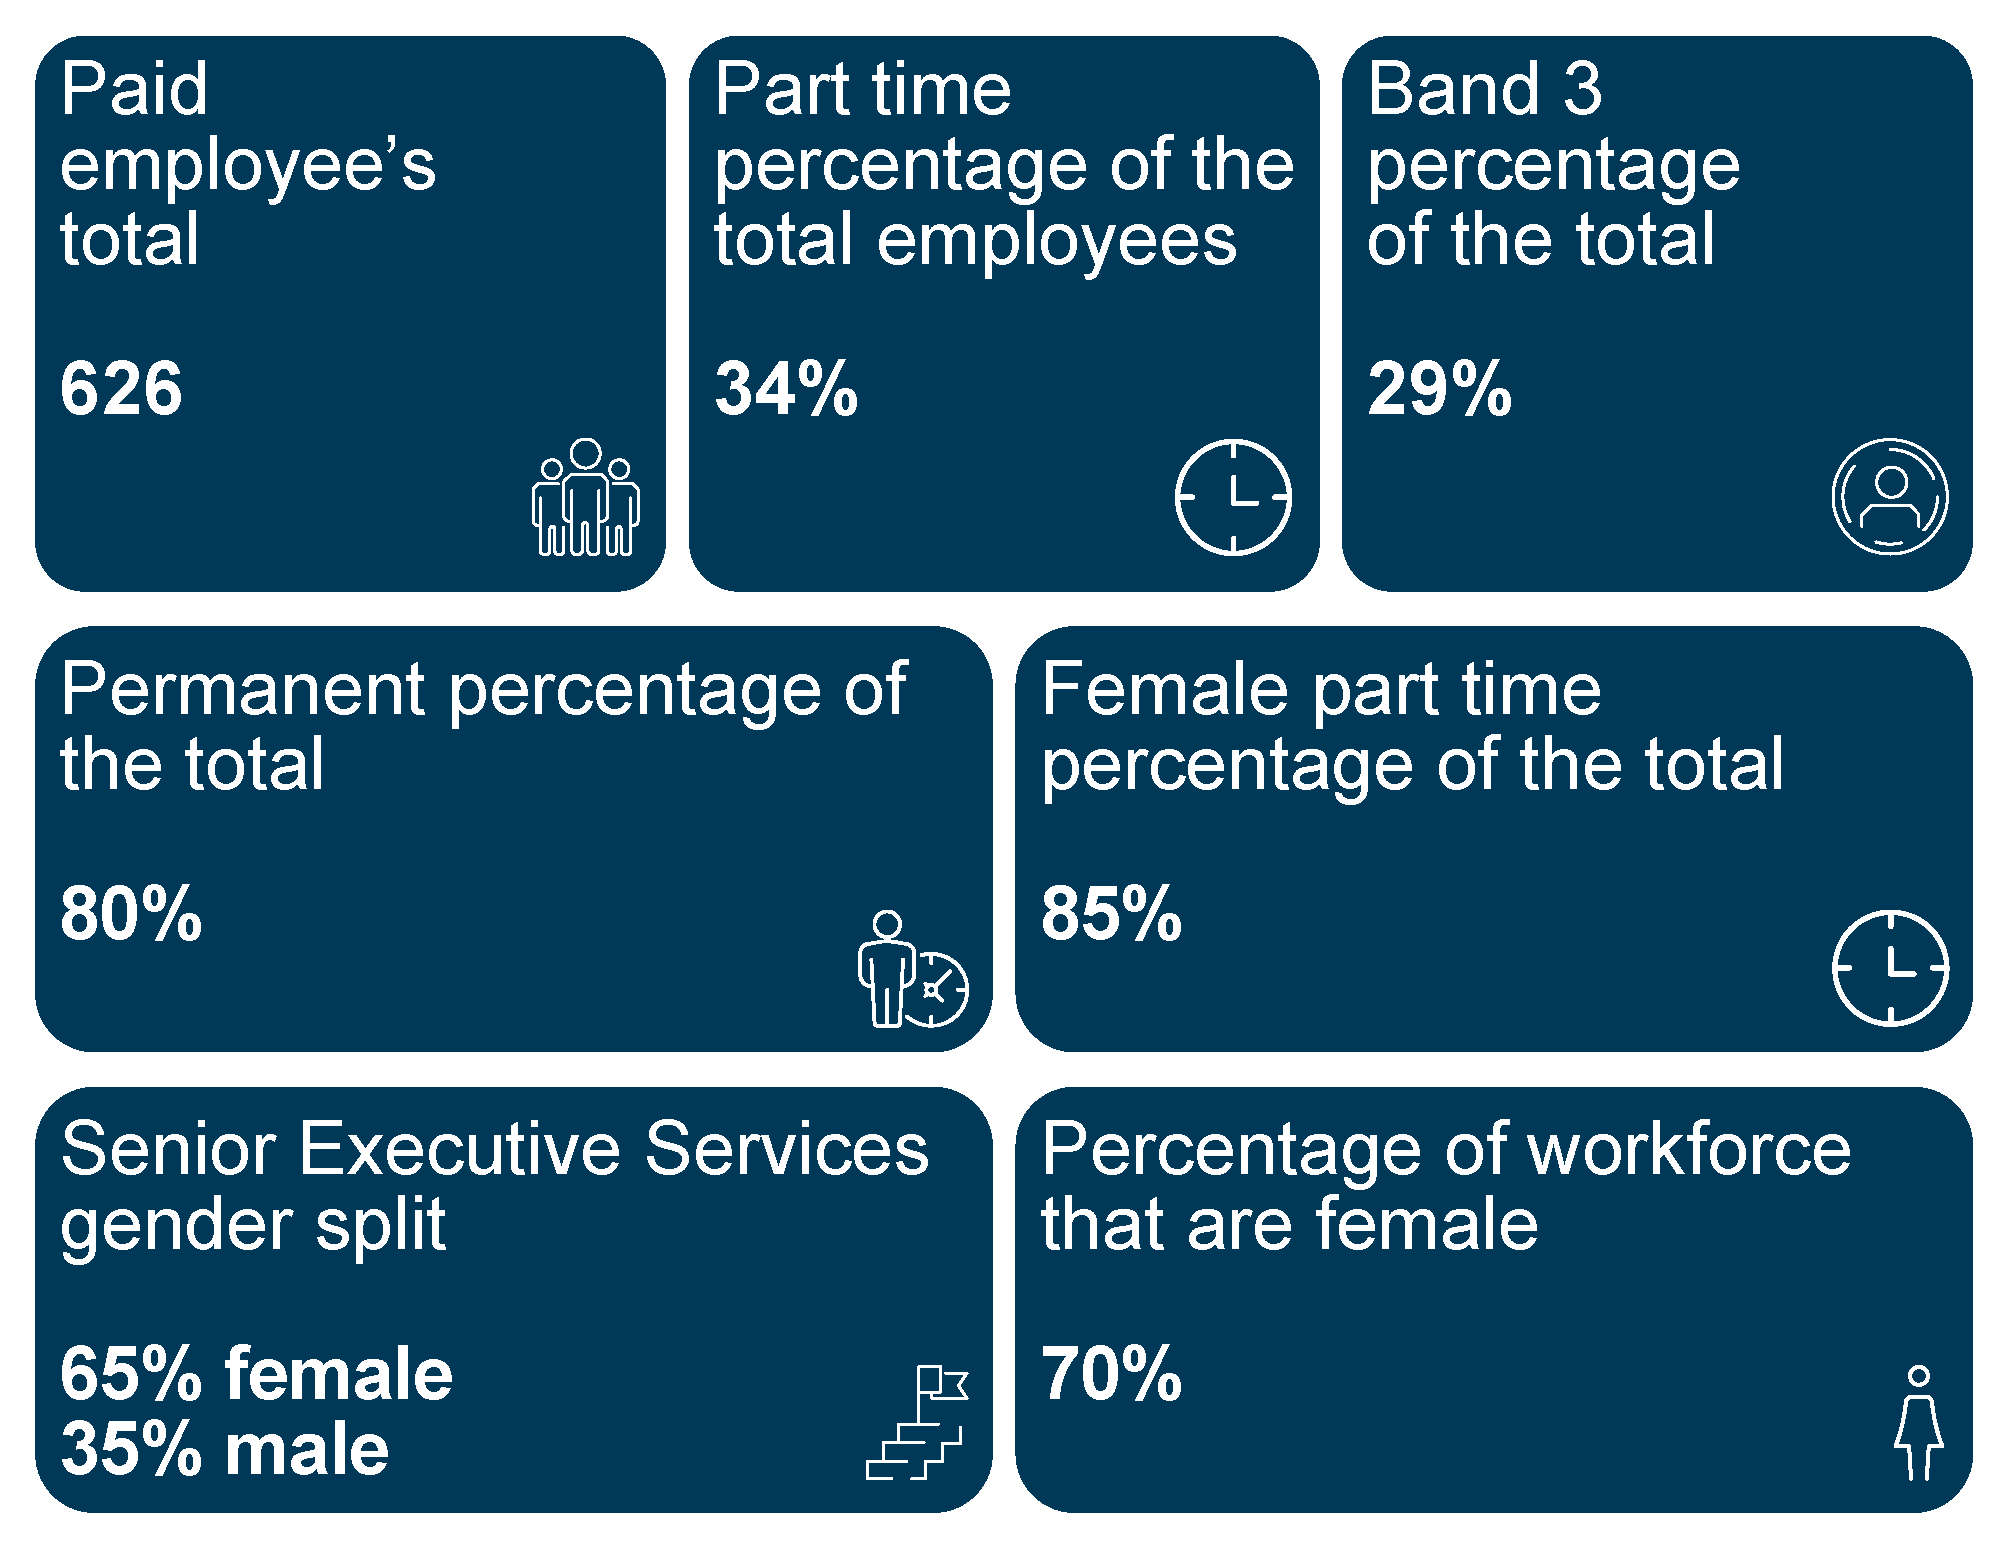 Paid
employee’s
total
626
Part time
percentage of the
total employees
34%
Band 3
percentage
of the total
29%
Permanent percentage of
the total
80%
Female part time
percentage of the total
85%
Senior Executive Services
gender split
65% female
35% male
Percentage of workforce
that are female
70%